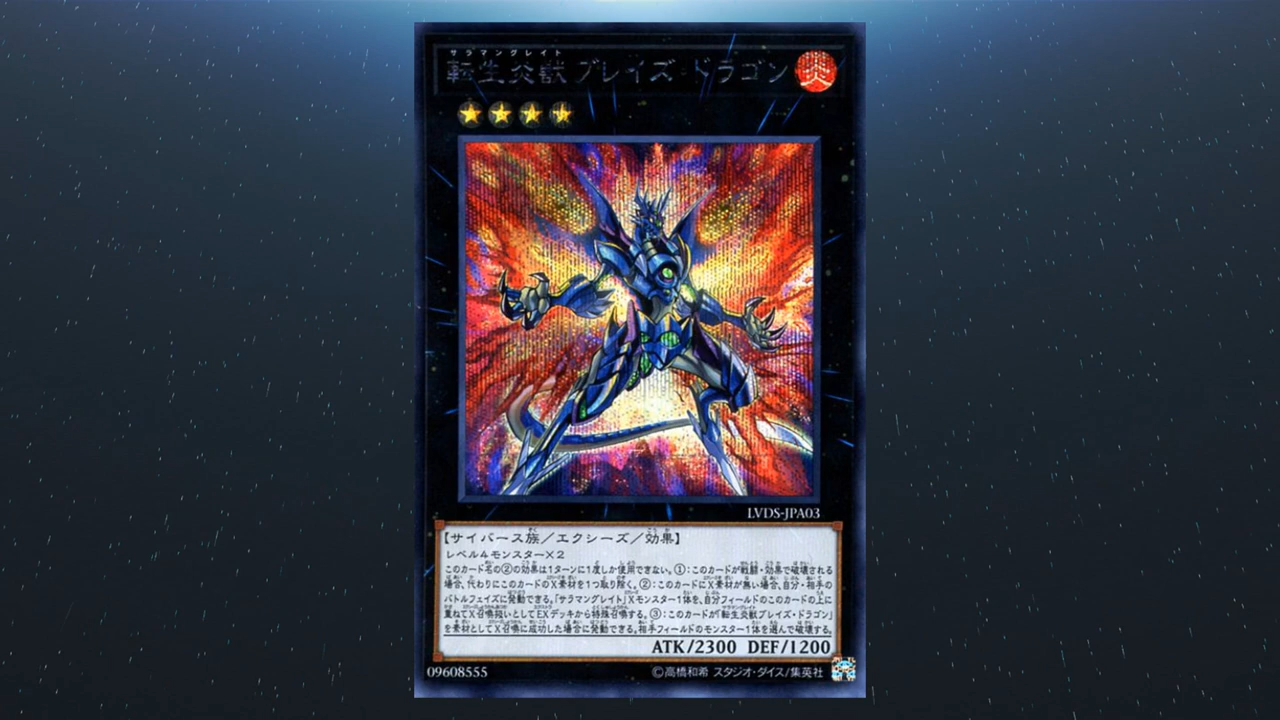 サラマングレイト
転生炎獣 ブレイズ・ドラゴン 炎
LVDS-JPA03
【サイバース族/エクシーズ/効果】
レベル4モンスター×2
このカード名の②の効果は1ターンに1度しか使用できない。①:このカードが戦闘・効果で破壊される
場合、代わりにこのカードのX素材を1つ取り除く。②:このカードにX素材が無い場合、自分・相手の
バトルフェイズに発動できる。「サラマングレイト」Xモンスター1体を、自分フィールドのこのカードの上に
重ねてX召喚扱いとしてEXデッキから特殊召喚する。③:このカードが「転生炎獣ブレイズ・ドラゴン」
を素材としてX召喚に成功した場合に発動できる。相手フィールドのモンスター1体を選んで破壊する。
ATK/2300 DEF/1200
09608555 ©高橋和希 スタジオ・ダイス/集英社